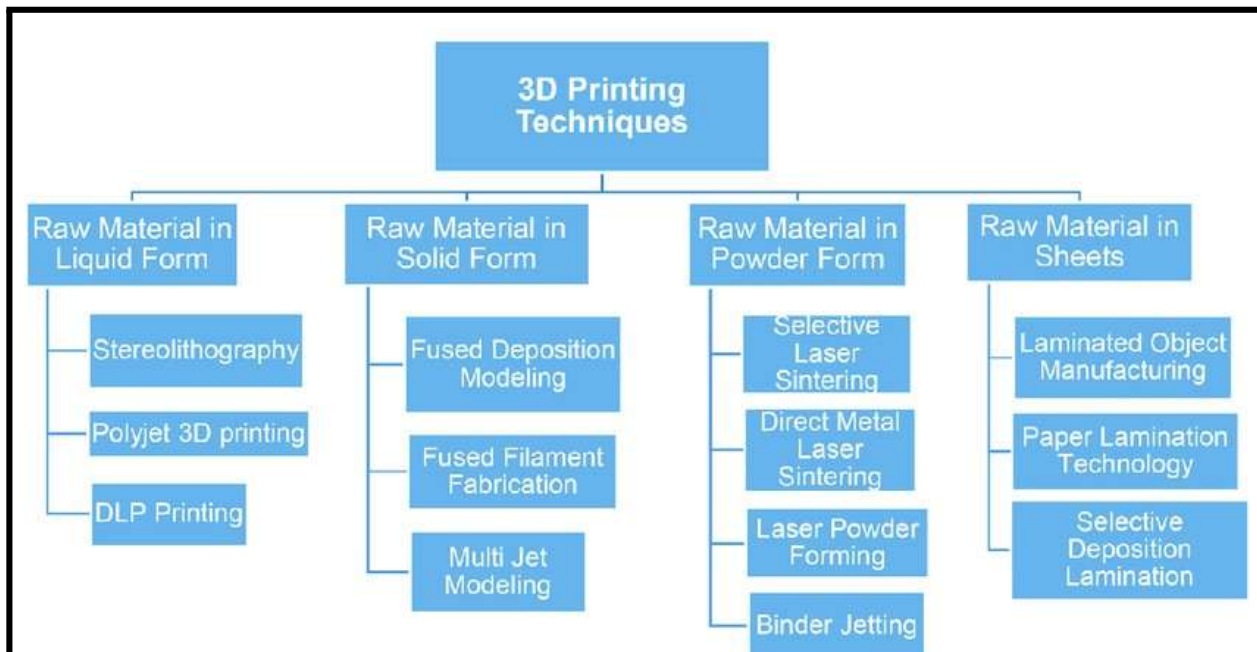 3D Printing
Techniques
Raw Material in
Liquid Form
Stereolithography
Polyjet 3D printing
DLP Printing
Raw Material in
Solid Form
Fused Deposition
Modeling
Fused Filament
Fabrication
Multi Jet
Modeling
Raw Material in
Powder Form
Selective
Laser
Sintering
Direct Metal
Laser
Sintering
Laser Powder
Forming
Binder Jetting
Raw Material in
Sheets
Laminated Object
Manufacturing
Paper Lamination
Technology
Selective
Deposition
Lamination